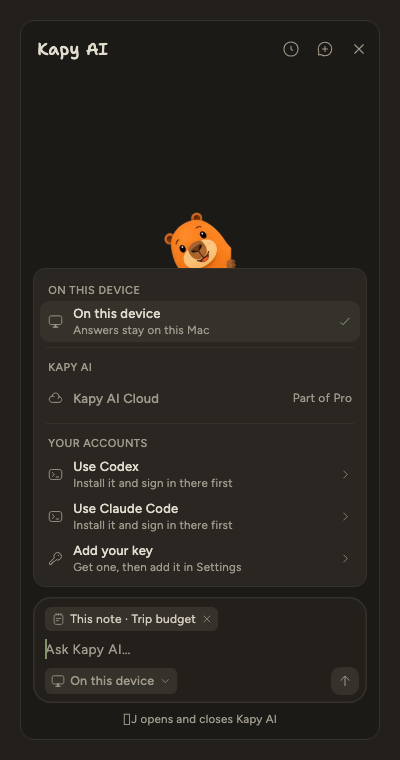 Kapy AI
ON THIS DEVICE
On this device
Answers stay on this Mac
KAPY AI
Kapy AI Cloud
Part of Pro
YOUR ACCOUNTS
Use Codex
Install it and sign in there first
Use Claude Code
Install it and sign in there first
Add your key
Get one, then add it in Settings
This note · Trip budget
Ask Kapy AI...
On this device
J opens and closes Kapy AI